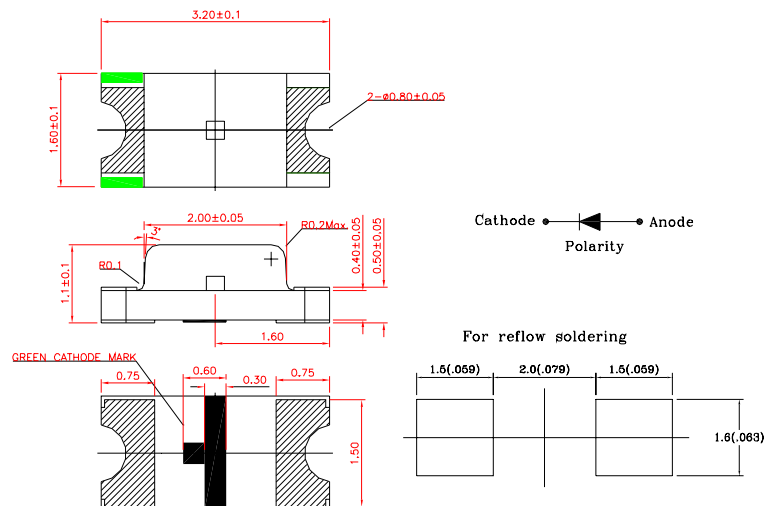 3.20±0.1
1.60±0.1
2-ø0.80±0.05
2.00±0.05
3°
R0.2Max.
R0.1
1.1±0.1
0.40±0.05
0.50±0.05
1.60
Cathode
Anode
Polarity
GREEN CATHODE MARK
0.75
0.60
0.30
0.75
1.50
For reflow soldering
1.5(.059)
2.0(.079)
1.5(.059)
1.6(.063)